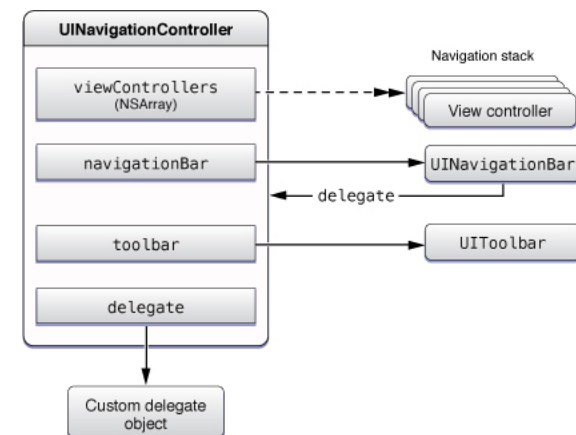 UINavigationController
Navigation stack
viewControllers
(NSArray)
View controller
navigationBar
UINavigationBar
delegate
toolbar
UIToolbar
delegate
Custom delegate
object